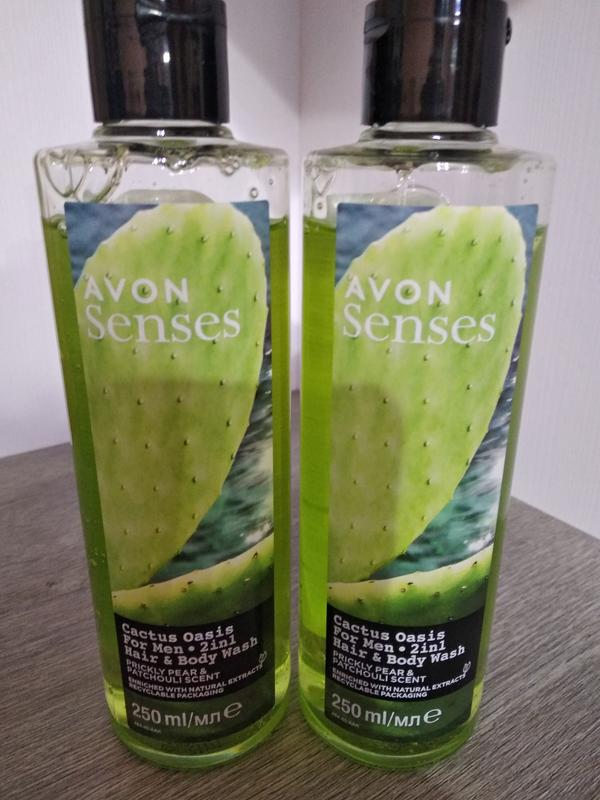 AVON
Senses
Cactus Oasis
For Men • 2in1
Hair & Body Wash
PRICKLY PEAR &
PATCHOULI SCENT
ENRICHED WITH NATURAL EXTRACTS
RECYCLABLE PACKAGING
250 ml/мл ℮
AVON
Senses
Cactus Oasis
For Men • 2in1
Hair & Body Wash
PRICKLY PEAR &
PATCHOULI SCENT
ENRICHED WITH NATURAL EXTRACTS
RECYCLABLE PACKAGING
250 ml/мл ℮